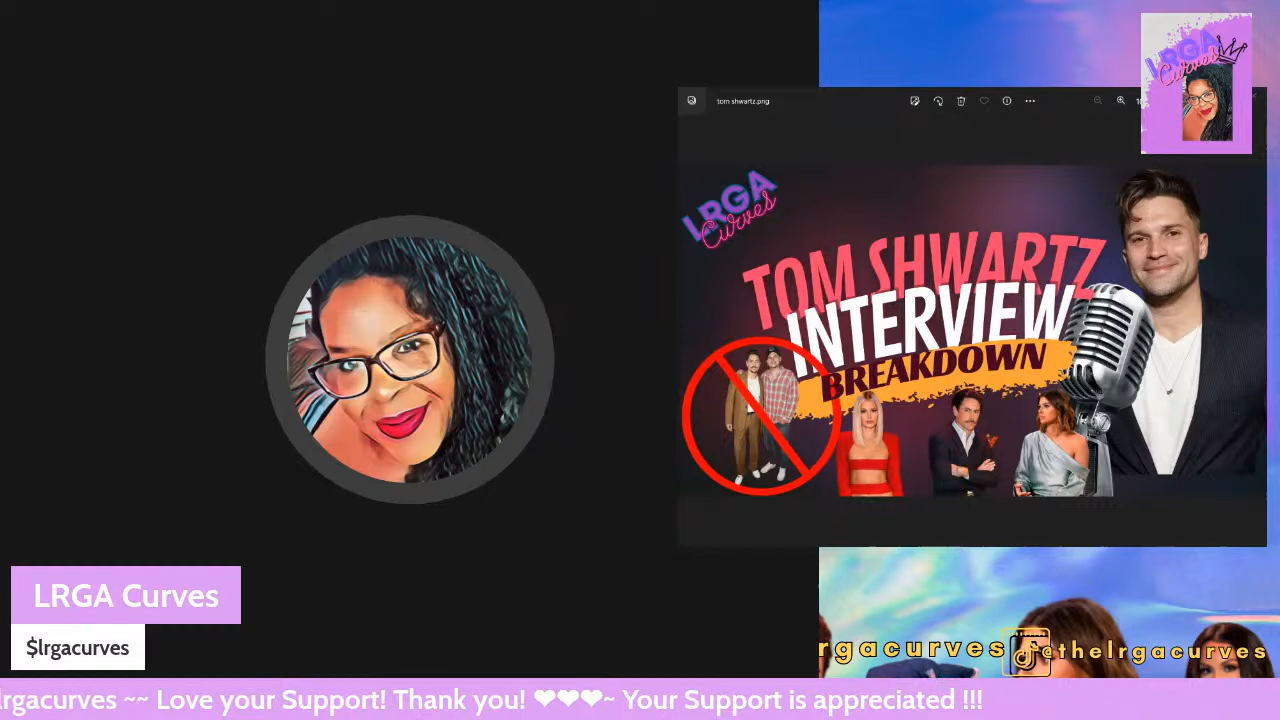 LRGA
Curves
tom shwartz.png
LRGA
Curves
TOM SHWARTZ
INTERVIEW
BREAKDOWN
LRGA Curves
$lrgacurves
rgacurves
@thelrgacurves
lrgacurves ~~ Love your Support! Thank you! ❤❤❤~ Your Support is appreciated !!!